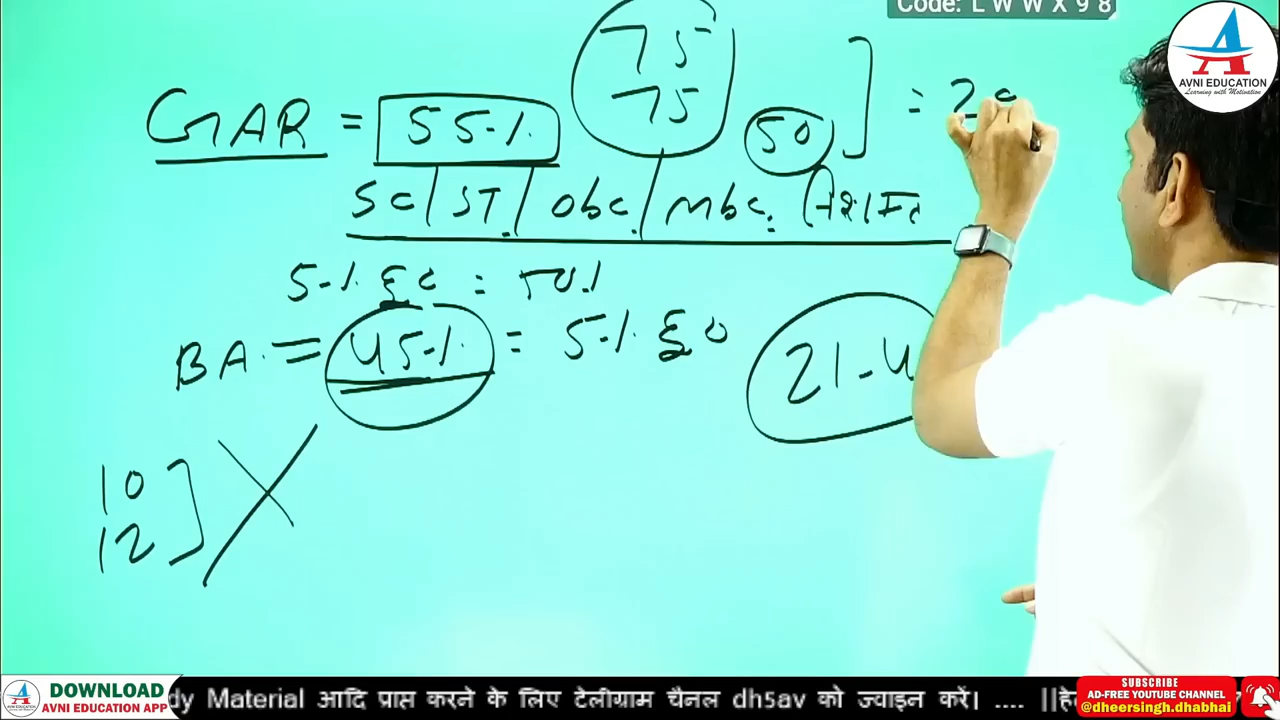 Code: L W W X 9 8
AVNI EDUCATION
LEARNING WITH TECHNOLOGY
75
75
50 ] =
GAR = 55%
SC/ ST/ Obc/ mbc
5% छुट = 50%
BA. = 45% = 5% छुट
21-4
10
12 ]
DOWNLOAD
AVNI EDUCATION APP
dy Material आदि प्राप्त करने के लिए टेलीग्राम चैनल dh5av को ज्वाइन करें। .... ||हे
SUBSCRIBE
AD-FREE YOUTUBE CHANNEL
@dheersingh.dhabhai